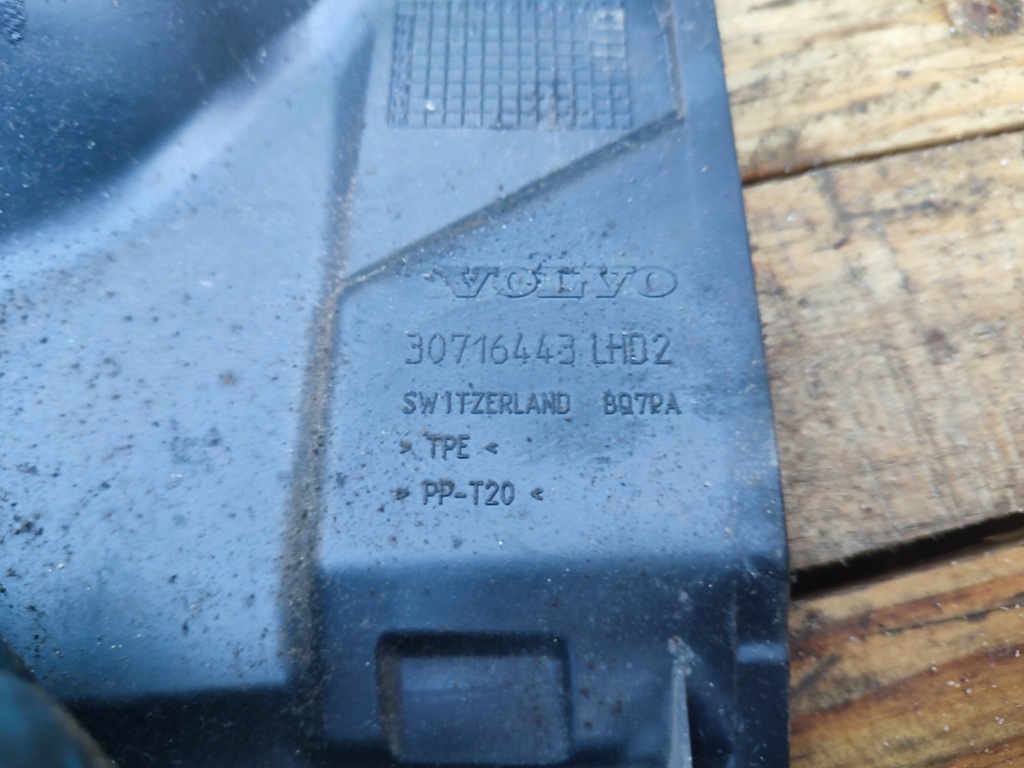 VOLVO
30716443 LHD2
SWITZERLAND 8Q7RA
> TPE <
> PP-T20 <